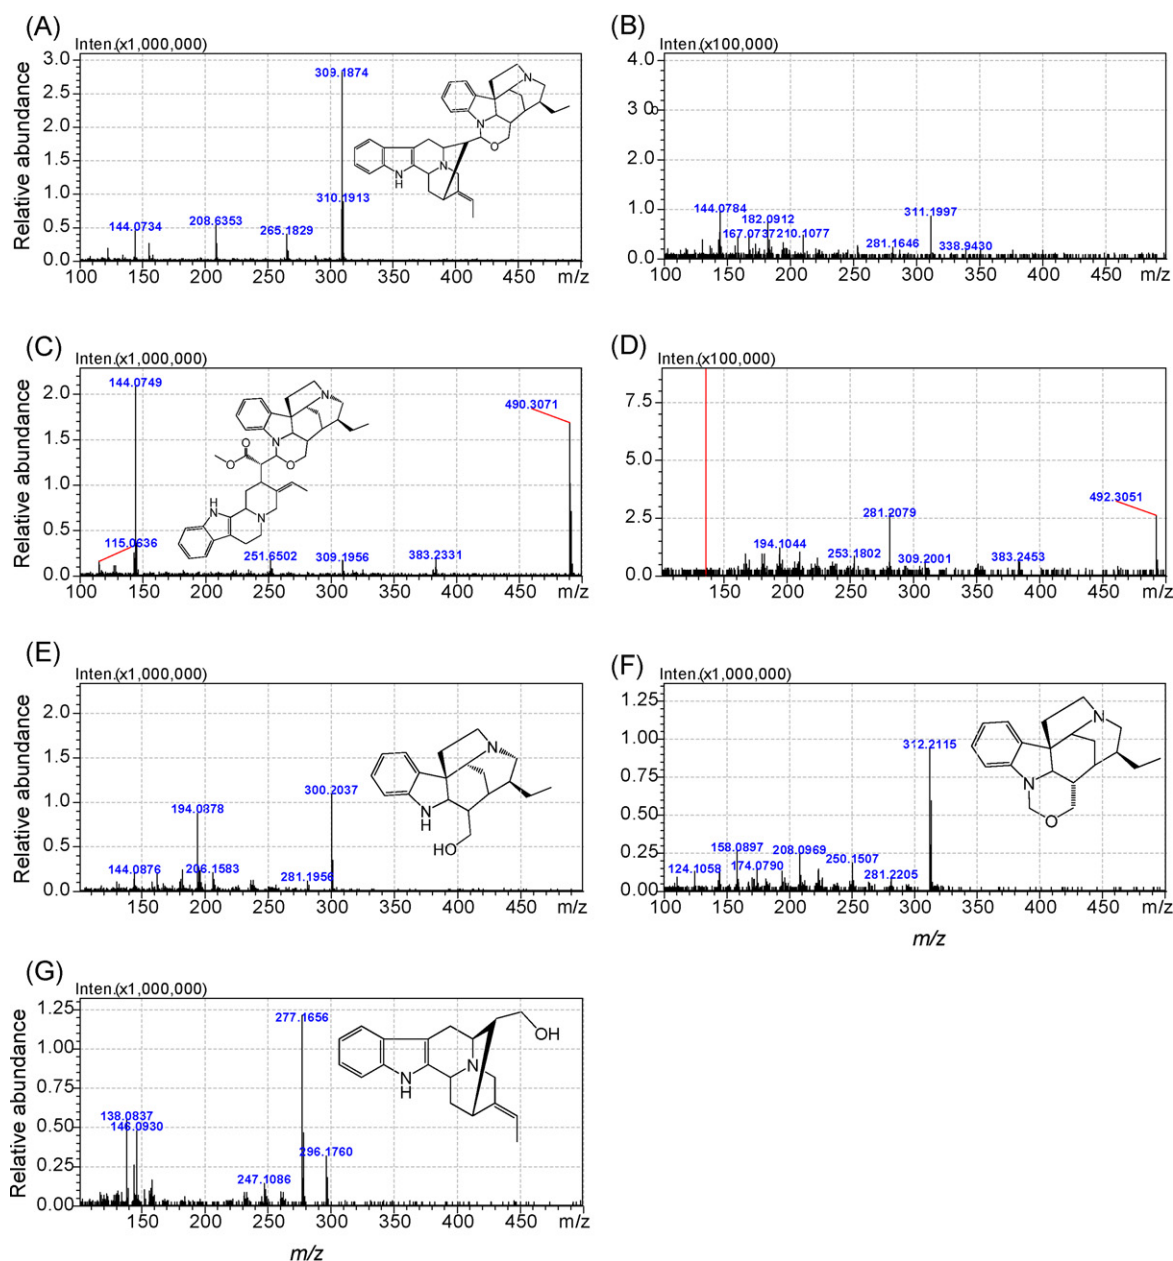 (A)
Inten.(x1,000,000)
Relative abundance
3.0
2.5
2.0
1.5
1.0
0.5
0.0
309.1874
310.1913
144.0734
208.6353
265.1829
N
N
O
N
N
H
100 150 200 250 300 350 400 450 m/z
(B)
Inten.(x100,000)
4.0
3.0
2.0
1.0
0.0
144.0784
182.0912
167.0737
210.1077
311.1997
281.1646
338.9430
100 150 200 250 300 350 400 450 m/z
(C)
Inten.(x1,000,000)
Relative abundance
2.0
1.5
1.0
0.5
0.0
144.0749
490.3071
115.0636
251.6502
309.1956
383.2331
N
N
O
O
O
H
N
N
100 150 200 250 300 350 400 450 m/z
(D)
Inten.(x100,000)
7.5
5.0
2.5
0.0
492.3051
281.2079
194.1044
253.1802
309.2001
383.2453
100 150 200 250 300 350 400 450 m/z
(E)
Inten.(x1,000,000)
Relative abundance
2.0
1.5
1.0
0.5
0.0
300.2037
194.0878
144.0876
206.1583
281.1956
N
N
H
HO
100 150 200 250 300 350 400 450
(F)
Inten.(x1,000,000)
1.25
1.00
0.75
0.50
0.25
0.00
312.2115
158.0897
208.0969
124.1058
174.0790
250.1507
281.2205
N
N
O
100 150 200 250 300 350 400 450
m/z
(G)
Inten.(x1,000,000)
Relative abundance
1.25
1.00
0.75
0.50
0.25
0.00
277.1656
138.0837
146.0930
296.1760
247.1086
OH
N
N
H
100 150 200 250 300 350 400 450
m/z